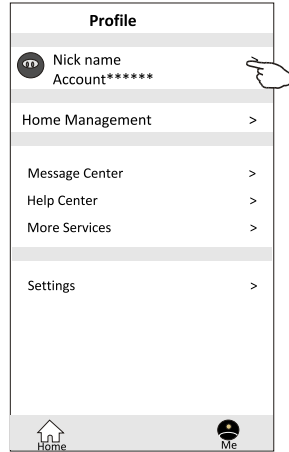 Profile
Nick name
Account******
Home Management >
Message Center >
Help Center >
More Services >
Settings >
Home Me